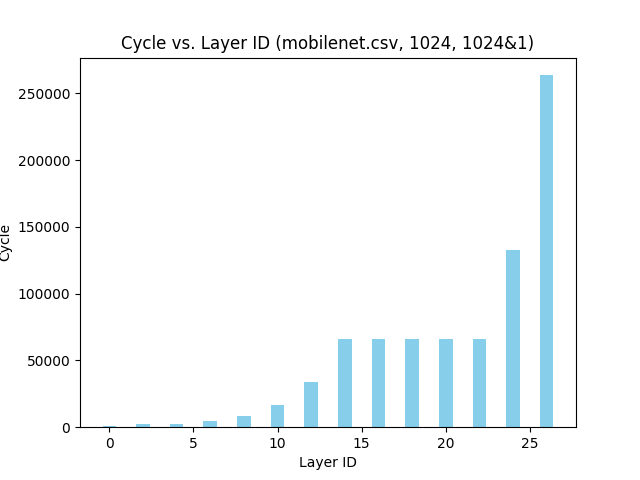 Cycle vs. Layer ID (mobilenet.csv, 1024, 1024&1)
250000
200000
150000
100000
50000
0
Cycle
0 5 10 15 20 25
Layer ID